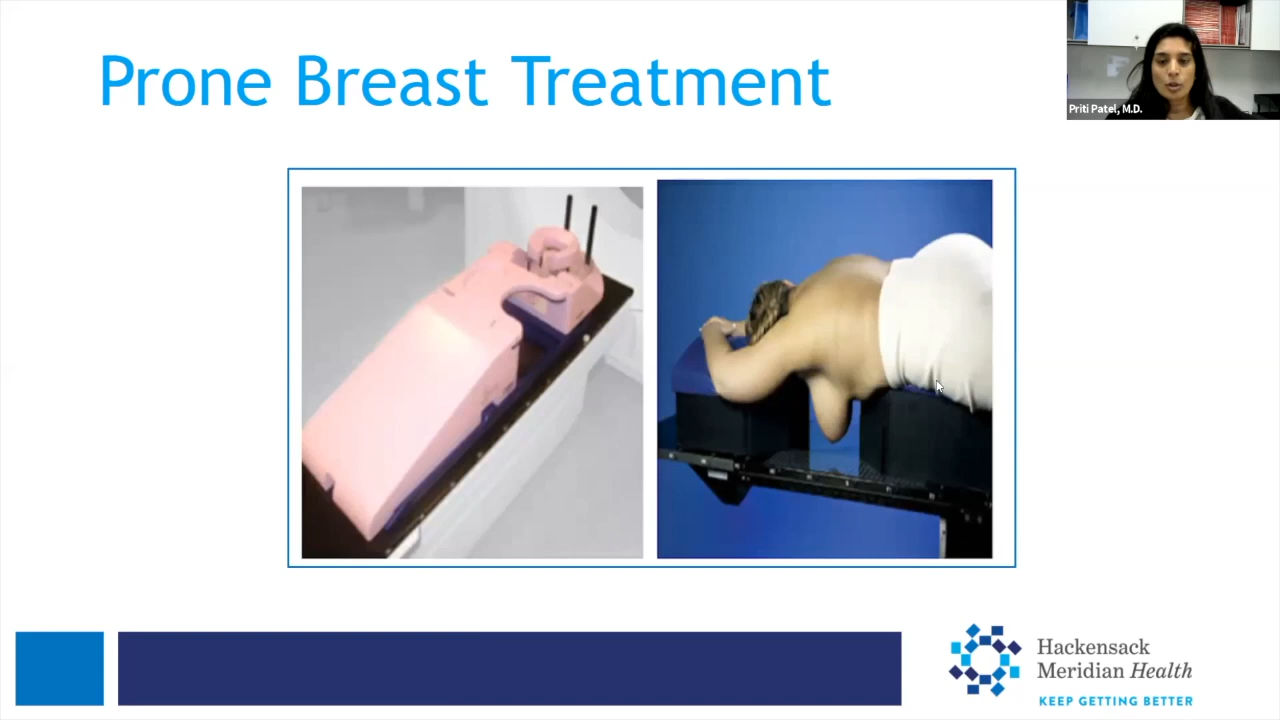 Prone Breast Treatment
Priti Patel, M.D.
Hackensack
Meridian Health
KEEP GETTING BETTER